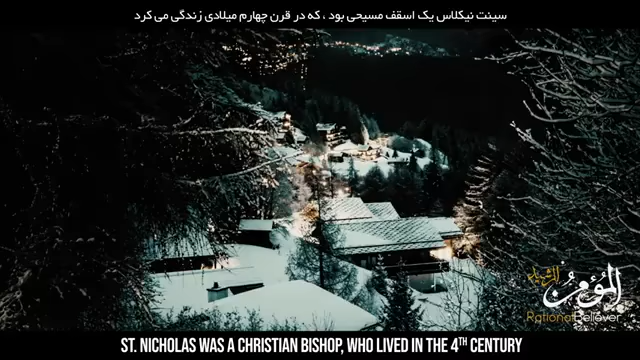 سینت نیکلاس یک اسقف مسیحی بود ، که در قرن چهارم میلادی زندگی می کرد
المؤمن الرشید
Rational Believer
ST. NICHOLAS WAS A CHRISTIAN BISHOP, WHO LIVED IN THE 4TH CENTURY